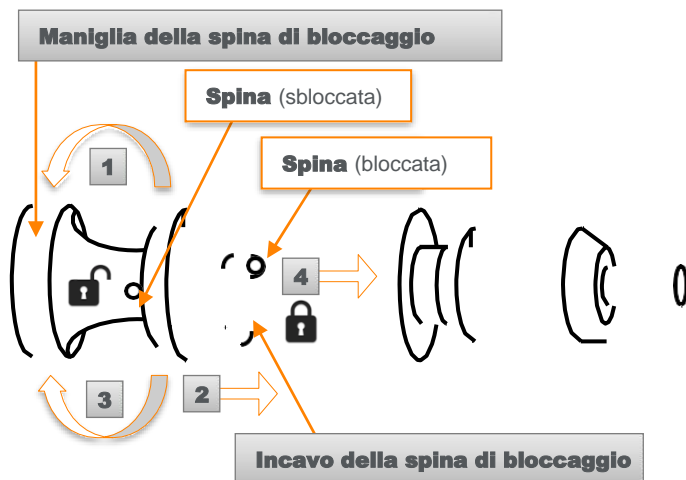 Maniglia della spina di bloccaggio
Spina (sbloccata)
1
Spina (bloccata)
4
3
2
Incavo della spina di bloccaggio